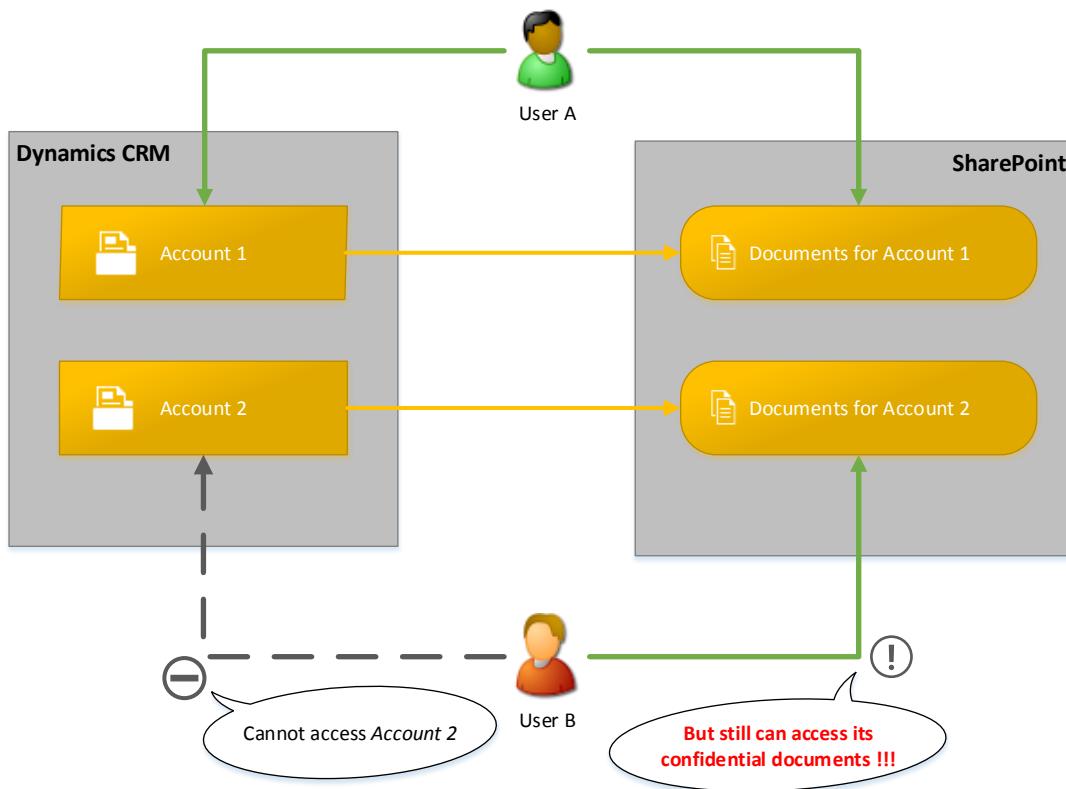 User A
Dynamics CRM
SharePoint
Account 1
Documents for Account 1
Account 2
Documents for Account 2
User B
Cannot access Account 2
But still can access its
confidential documents !!!